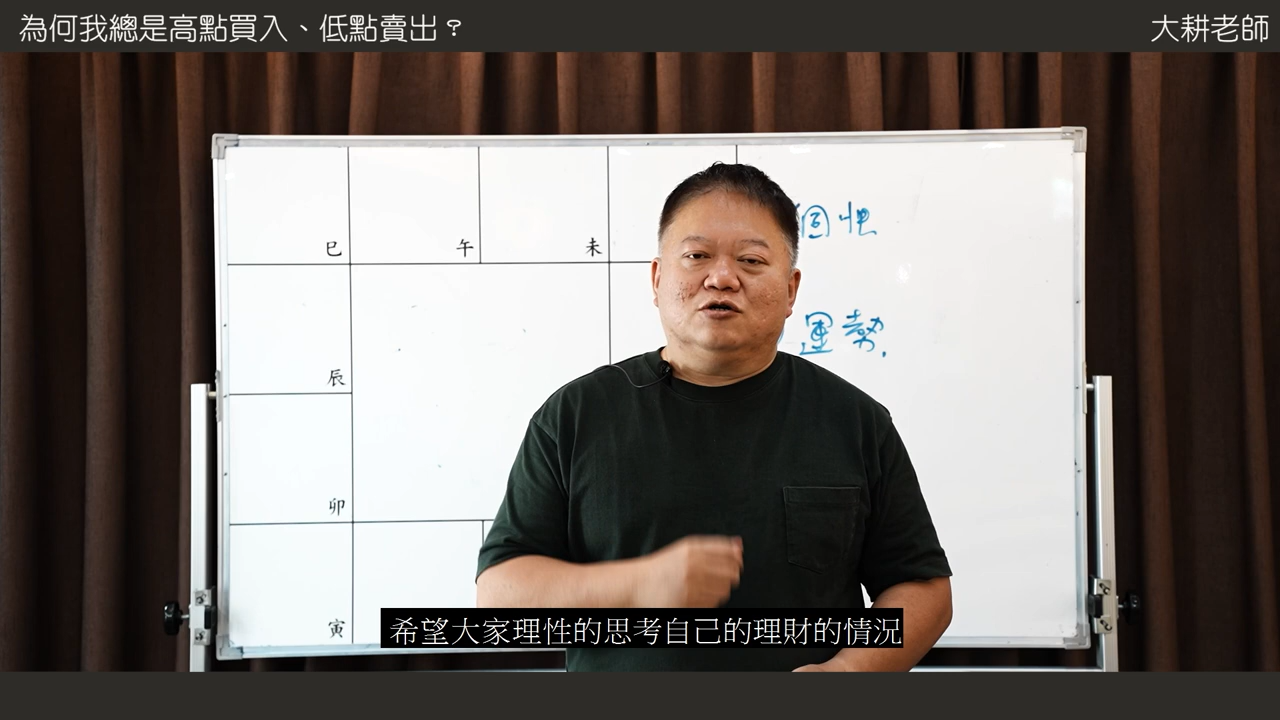 為何我總是高點買入、低點賣出？
大耕老師
巳
午
未
個性
辰
運勢
卯
寅
希望大家理性的思考自己的理財的情況